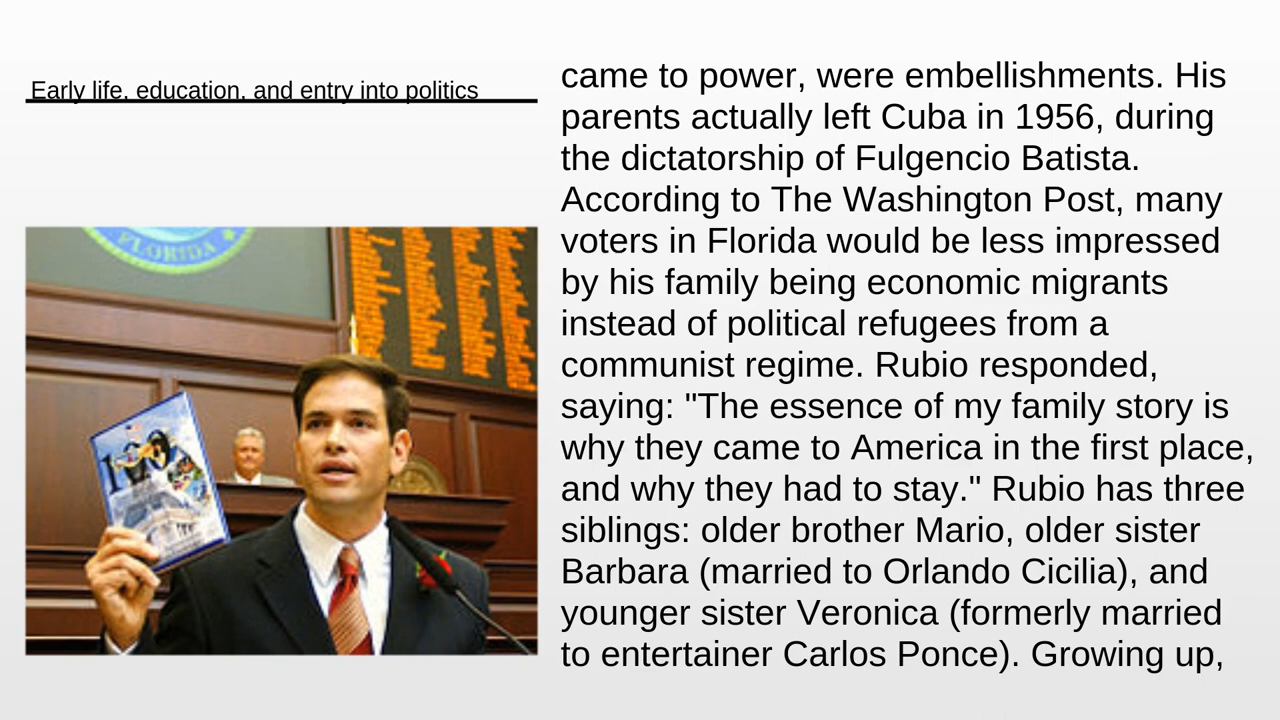 Early life, education, and entry into politics
came to power, were embellishments. His
parents actually left Cuba in 1956, during
the dictatorship of Fulgencio Batista.
According to The Washington Post, many
voters in Florida would be less impressed
by his family being economic migrants
instead of political refugees from a
communist regime. Rubio responded,
saying: "The essence of my family story is
why they came to America in the first place,
and why they had to stay." Rubio has three
siblings: older brother Mario, older sister
Barbara (married to Orlando Cicilia), and
younger sister Veronica (formerly married
to entertainer Carlos Ponce). Growing up,
FLORIDA